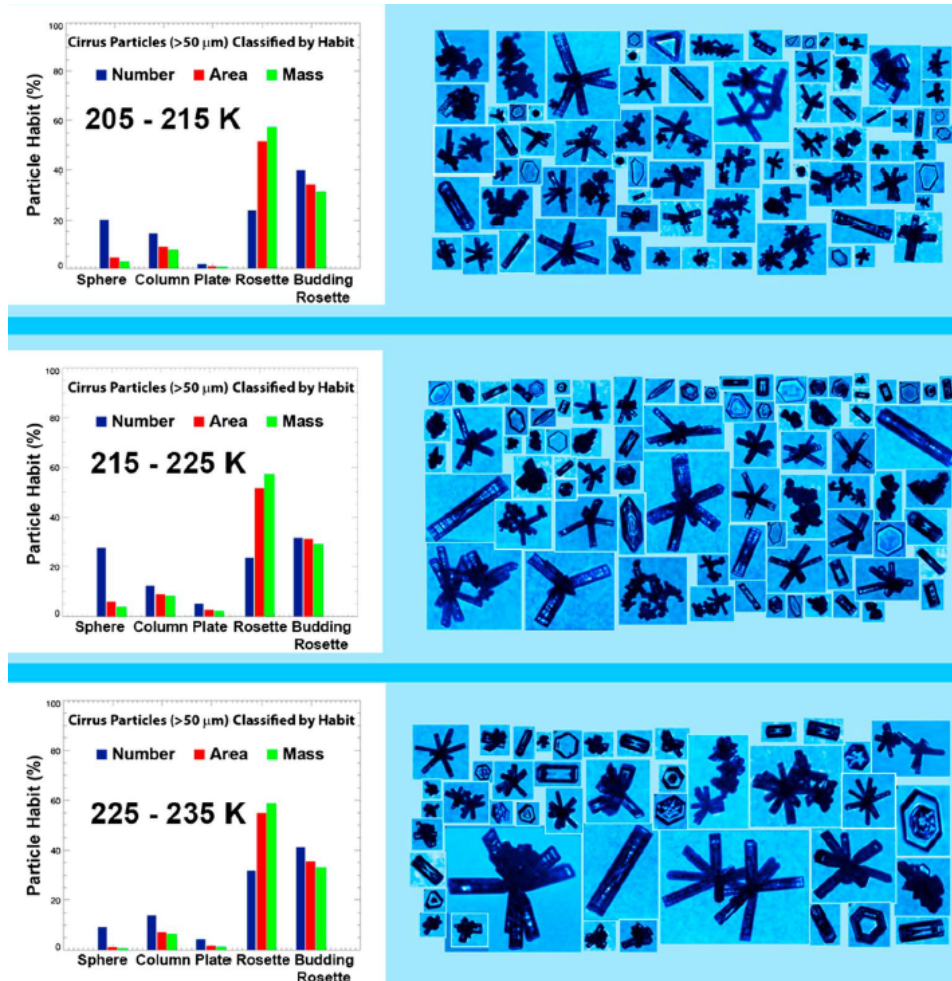 100
Cirrus Particles (>50 μm) Classified by Habit
Number Area Mass
80
205 - 215 K
60
Particle Habit (%)
40
20
0
Sphere Column Plate Rosette Budding
Rosette
100
Cirrus Particles (>50 μm) Classified by Habit
80
Number Area Mass
215 - 225 K
60
Particle Habit (%)
40
20
0
Sphere Column Plate Rosette Budding
Rosette
100
Cirrus Particles (>50 μm) Classified by Habit
80
Number Area Mass
225 - 235 K
60
Particle Habit (%)
40
20
0
Sphere Column Plate Rosette Budding
Rosette